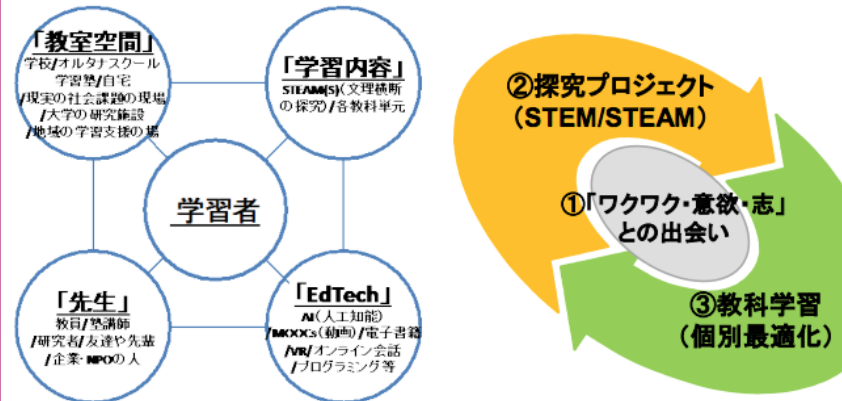 「教室空間」
学校/オルタナスクール
学習塾/自宅
/現実の社会課題の現場
/大学の研究施設
/地域の学習支援の場
「学習内容」
STEAM(S)(文理横断
の探究)/各教科単元
学習者
「先生」
教員/塾講師
/研究者/友達や先輩
/企業・NPOの人
「EdTech」
AI(人工知能)
/MOOCs(動画)/電子書籍
/VR/オンライン会話
/プログラミング等
②探究プロジェクト
(STEM/STEAM)
①「ワクワク・意欲・志」
との出会い
③教科学習
(個別最適化)